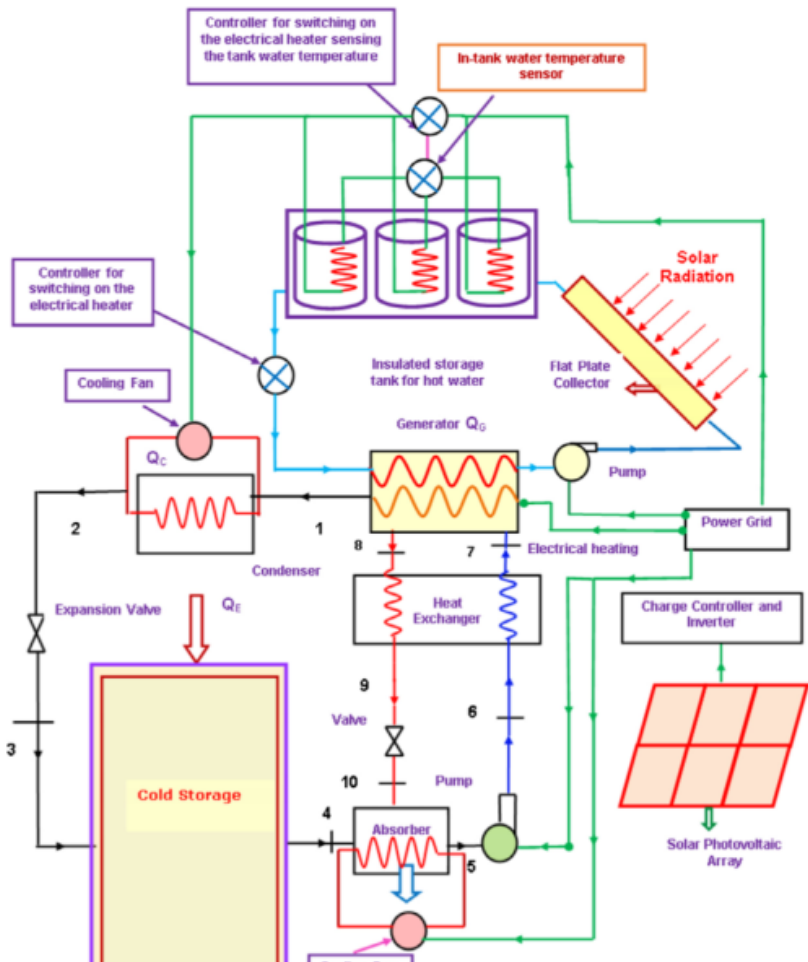 Controller for switching on
the electrical heater sensing
the tank water temperature
In-tank water temperature
sensor
Controller for
switching on the
electrical heater
Solar
Radiation
Cooling Fan
Insulated storage
tank for hot water
Flat Plate
Collector
Generator QG
QC
Pump
2
1
Power Grid
8
7
Electrical heating
Condenser
Expansion Valve
QE
Heat
Exchanger
Charge Controller and
Inverter
9
6
3
Valve
10
Pump
Cold Storage
4
Absorber
5
Solar Photovoltaic
Array